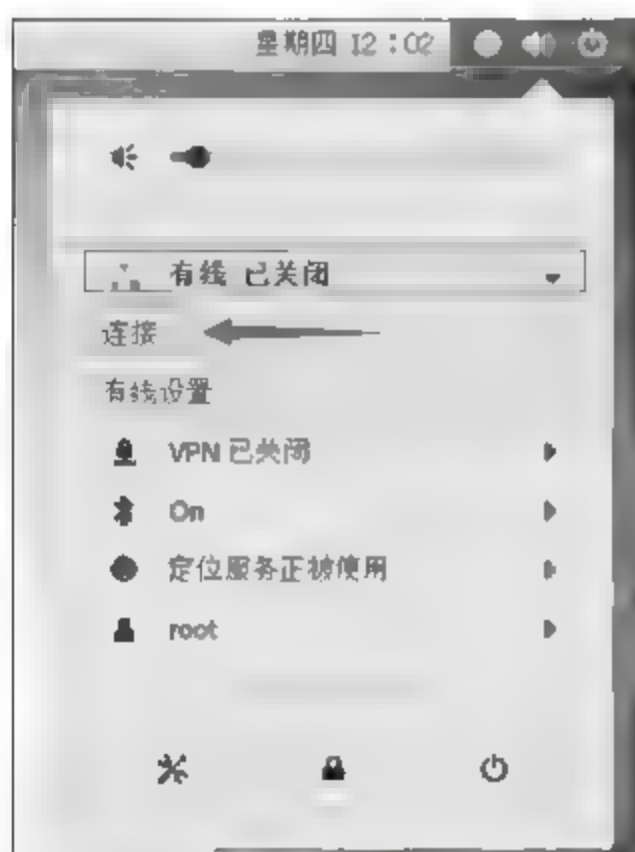 星期四 12：02
有线 已关闭
连接
有线设置
VPN 已关闭
On
定位服务正被使用
root